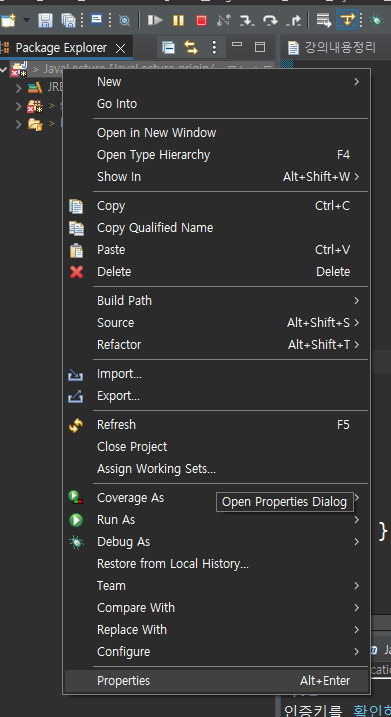 Package Explorer
강의내용정리
JavaLecture [JavaLecture origin/
JRE
New
Go Into
Open in New Window
Open Type Hierarchy F4
Show In Alt+Shift+W
Copy Ctrl+C
Copy Qualified Name
Paste Ctrl+V
Delete Delete
Build Path
Source Alt+Shift+S
Refactor Alt+Shift+T
Import...
Export...
Refresh F5
Close Project
Assign Working Sets...
Coverage As
Open Properties Dialog
Run As
}
Debug As
Restore from Local History...
Team
Compare With
Replace With
Configure
Properties Alt+Enter
인증키를 확인하